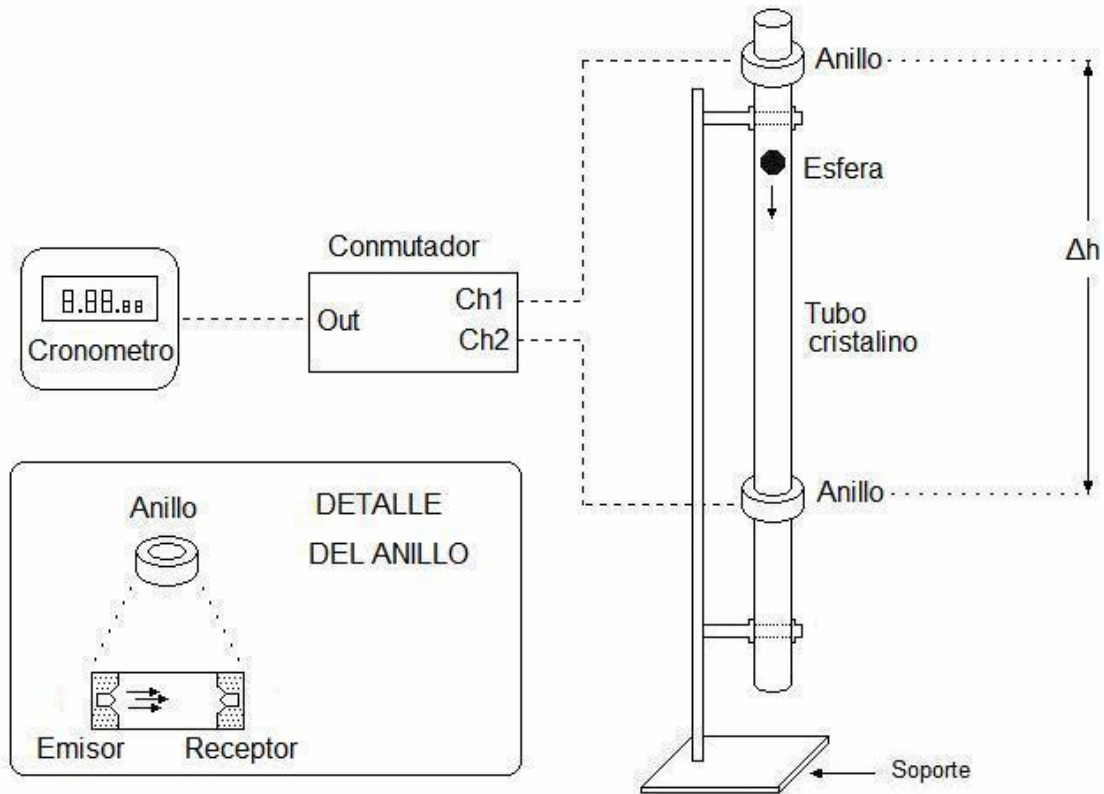 Anillo
Esfera
Δh
Conmutador
Ch1
Out
Ch2
8.88.88
Cronometro
Tubo
cristalino
Anillo
Anillo
DETALLE
DEL ANILLO
Emisor
Receptor
Soporte